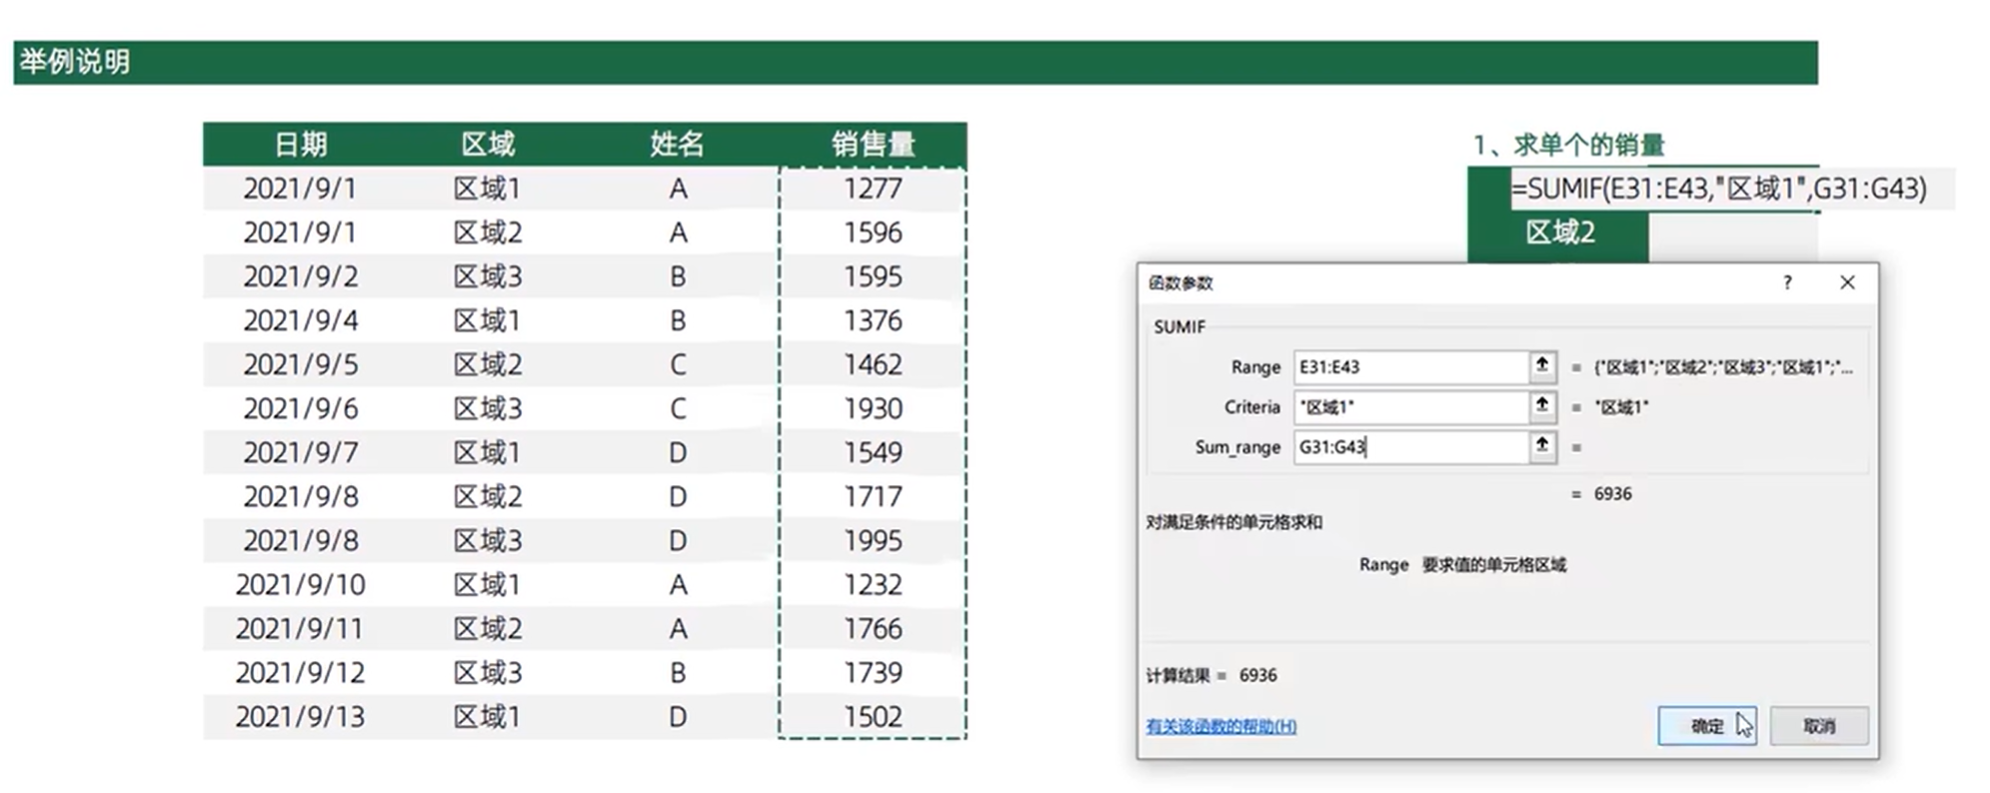 举例说明
日期 区域 姓名 销售量
2021/9/1 区域1 A 1277
2021/9/1 区域2 A 1596
2021/9/2 区域3 B 1595
2021/9/4 区域1 B 1376
2021/9/5 区域2 C 1462
2021/9/6 区域3 C 1930
2021/9/7 区域1 D 1549
2021/9/8 区域2 D 1717
2021/9/8 区域3 D 1995
2021/9/10 区域1 A 1232
2021/9/11 区域2 A 1766
2021/9/12 区域3 B 1739
2021/9/13 区域1 D 1502
1、求单个的销量
=SUMIF(E31:E43,"区域1",G31:G43)
区域2
函数参数 ?
SUMIF
Range E31:E43 = {"区域1";"区域2";"区域3";"区域1";"...
Criteria "区域1" = "区域1"
Sum_range G31:G43 =
= 6936
对满足条件的单元格求和
Range 要求值的单元格区域
计算结果 = 6936
有关该函数的帮助(H) 确定 取消